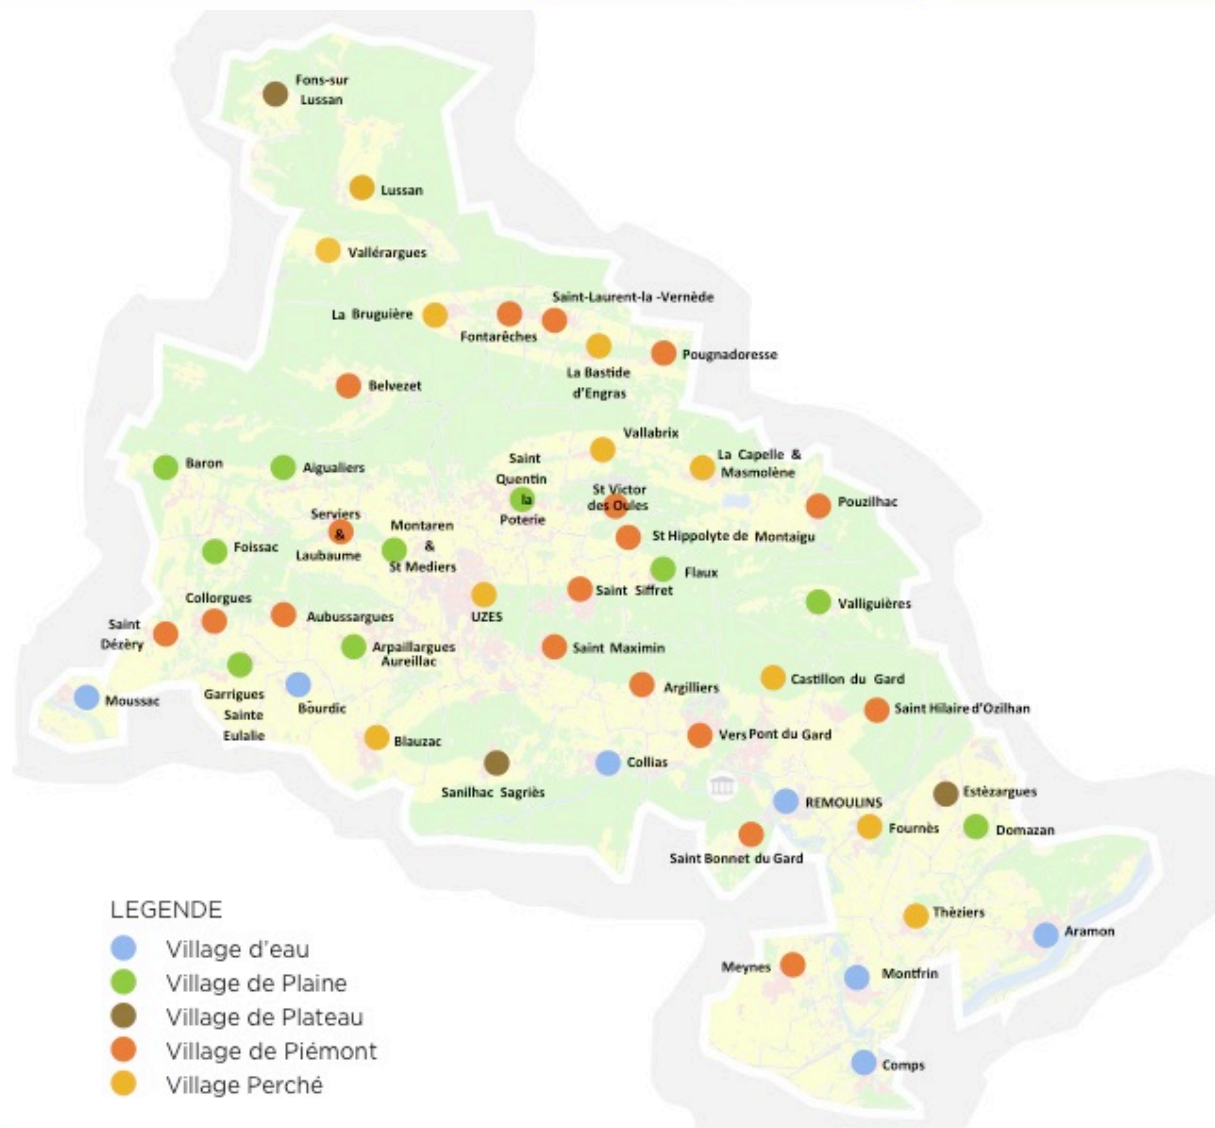 Fons-sur
Lussan
Lussan
Vallérargues
Saint-Laurent-la -Vernède
La Bruguière
Fontarêches
Pougnadoresse
La Bastide
d'Engras
Belvezet
Vallabrix
La Capelle &
Masmolène
Saint
Quentin
la
Poterie
Baron
Aigualiers
St Victor
des Oules
Pouzilhac
Serviers
&
Laubaume
Montaren
&
St Mediers
St Hippolyte de Montaigu
Foissac
Flaux
Saint Siffret
Collorgues
Valliguières
Aubussargues
UZES
Saint
Dézèry
Arpaillargues
Aureillac
Saint Maximin
Castillon du Gard
Argilliers
Garrigues
Sainte
Eulalie
Moussac
Bourdic
Saint Hilaire d'Ozilhan
Vers Pont du Gard
Blauzac
Collias
Sanilhac Sagriès
Estèzargues
REMOULINS
Fournès
Domazan
Saint Bonnet du Gard
Thèziers
Aramon
Meynes
Montfrin
Comps
LEGENDE
Village d'eau
Village de Plaine
Village de Plateau
Village de Piémont
Village Perché